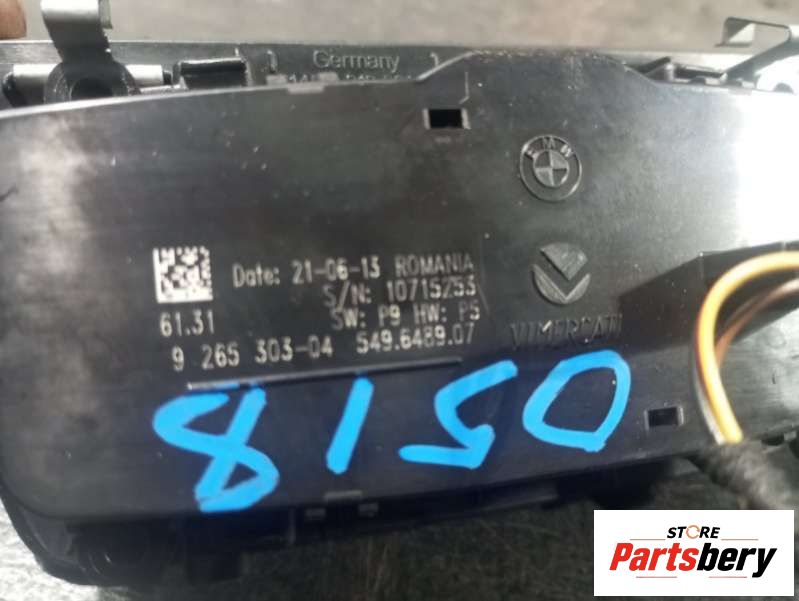 Germany
BMW
Date: 21-06-13 ROMANIA
S/N: 10715253
61.31 SW: P9 HW: P5
9 265 303-04 549.6489.07
VIMERCATI
8150
STORE
Partsbery